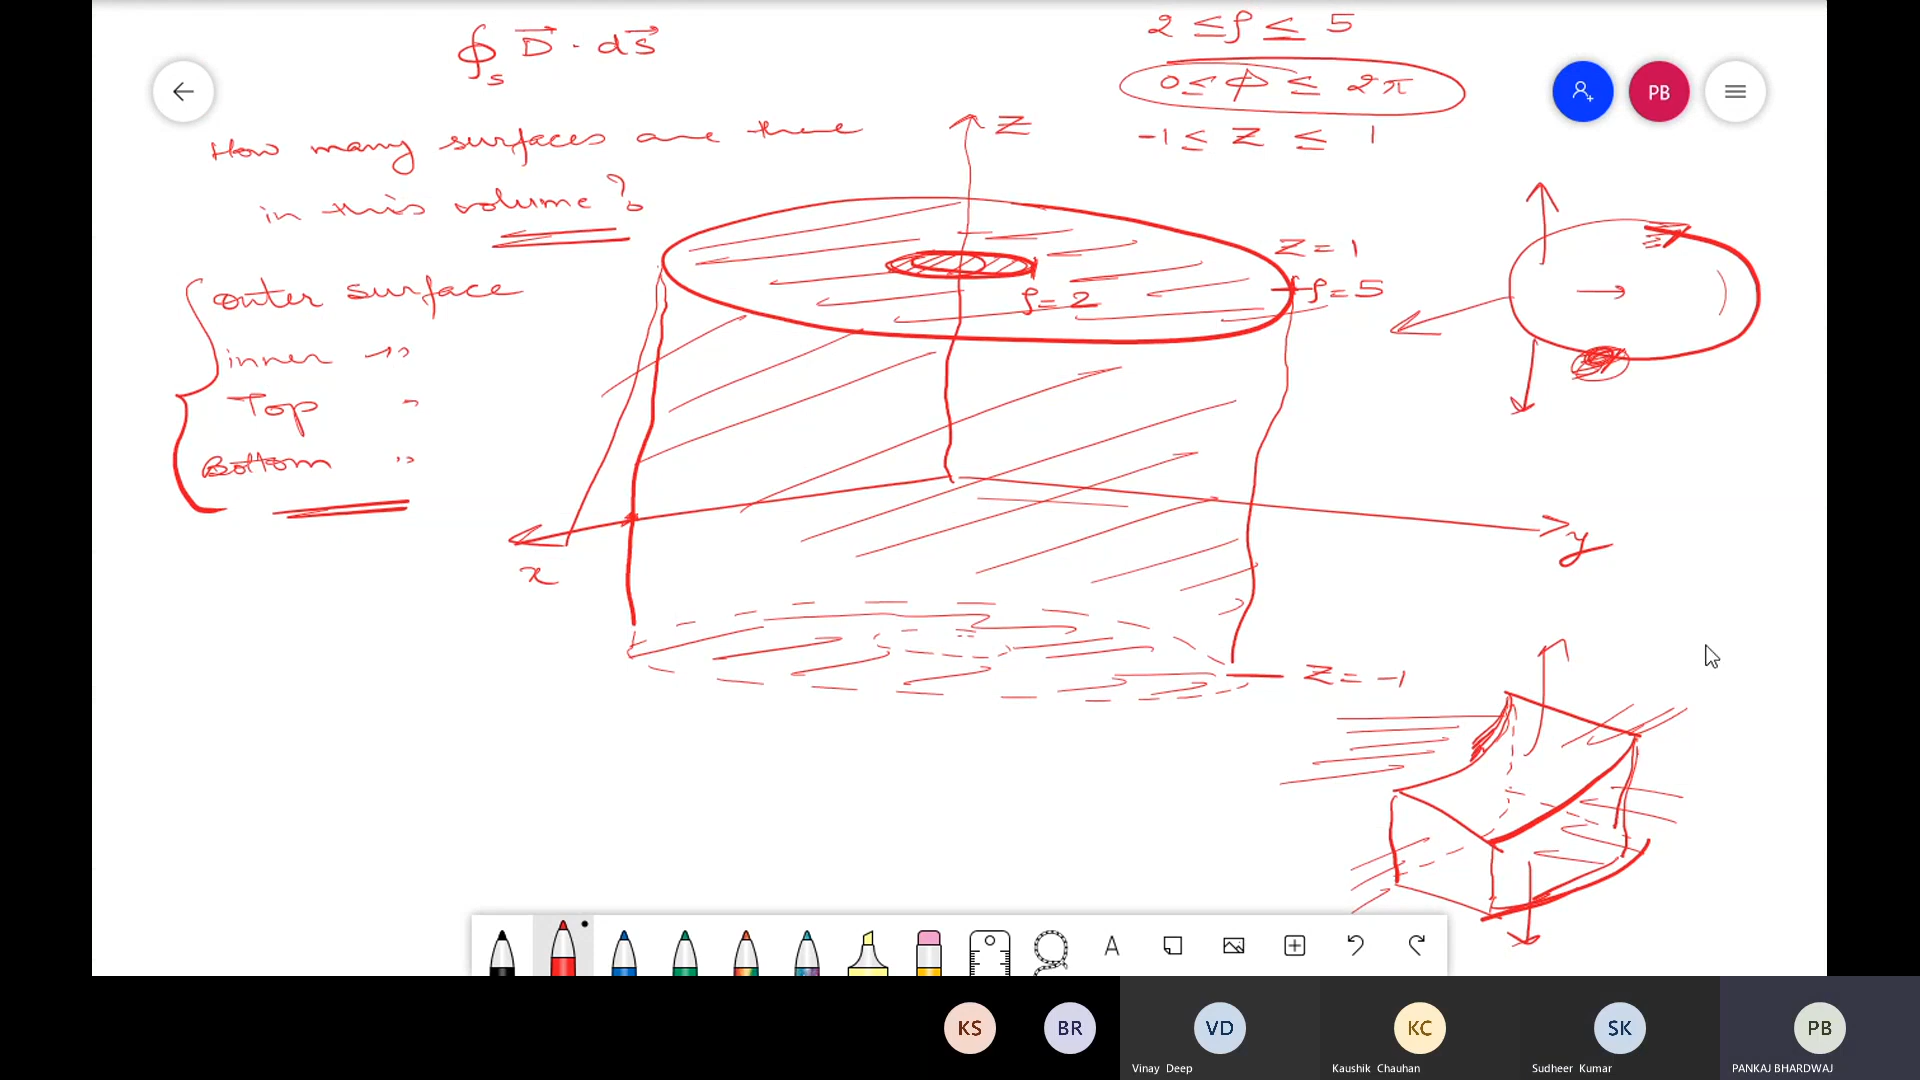 ∮s D⃗ · dS⃗
2 ≤ ρ ≤ 5
0 ≤ ϕ ≤ 2π
-1 ≤ Z ≤ 1
How many surfaces are there
in this volume ?
outer surface
inner "
Top "
Bottom "
Z
Z = 1
ρ = 5
ρ = 2
x
y
Z = -1
PB
A
KS
BR
VD
KC
SK
PB
Vinay Deep
Kaushik Chauhan
Sudheer Kumar
PANKAJ BHARDWAJ